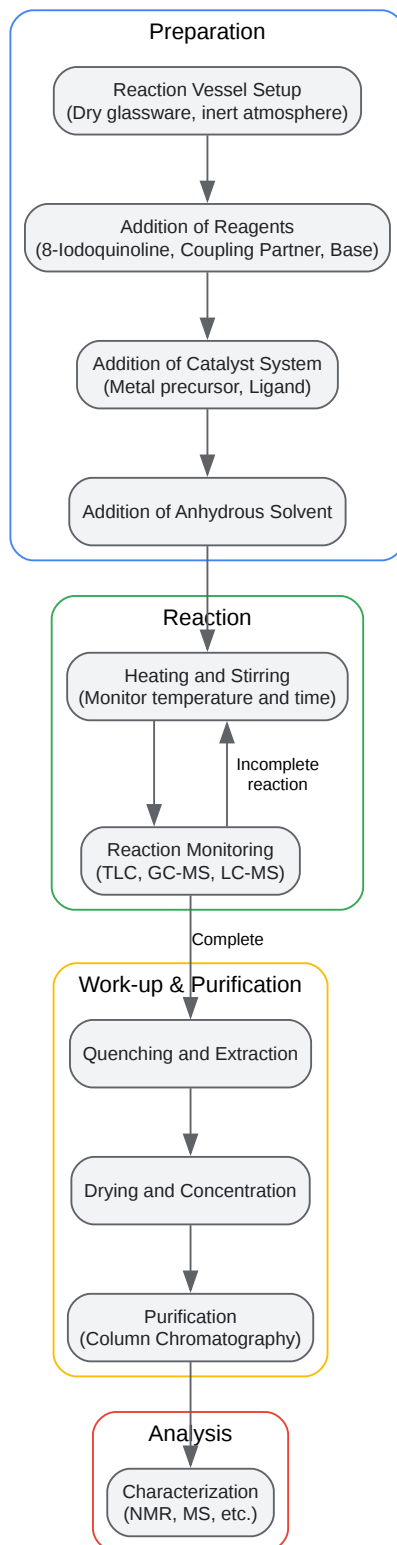 Preparation
Reaction Vessel Setup
(Dry glassware, inert atmosphere)
Addition of Reagents
(8-Iodoquinoline, Coupling Partner, Base)
Addition of Catalyst System
(Metal precursor, Ligand)
Addition of Anhydrous Solvent
Reaction
Heating and Stirring
(Monitor temperature and time)
Incomplete
reaction
Reaction Monitoring
(TLC, GC-MS, LC-MS)
Complete
Work-up & Purification
Quenching and Extraction
Drying and Concentration
Purification
(Column Chromatography)
Analysis
Characterization
(NMR, MS, etc.)